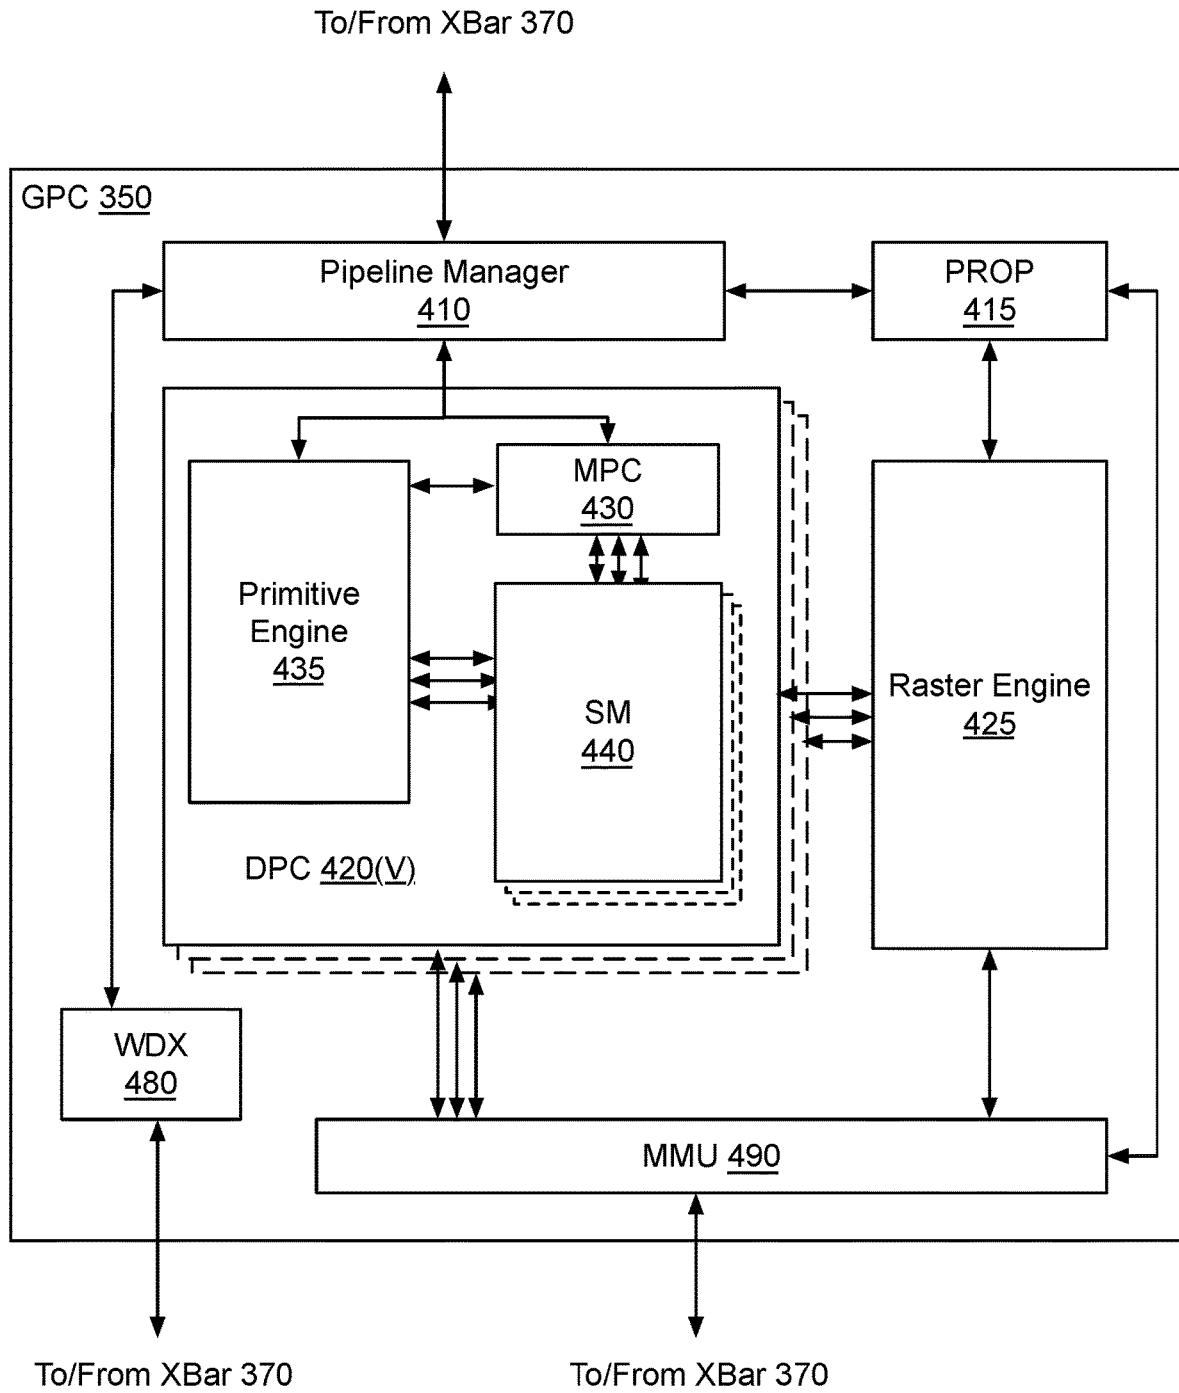 To/From XBar 370
GPC 350
Pipeline Manager
410
PROP
415
MPC
430
Primitive
Engine
435
SM
440
Raster Engine
425
DPC 420(V)
WDX
480
MMU 490
To/From XBar 370
To/From XBar 370